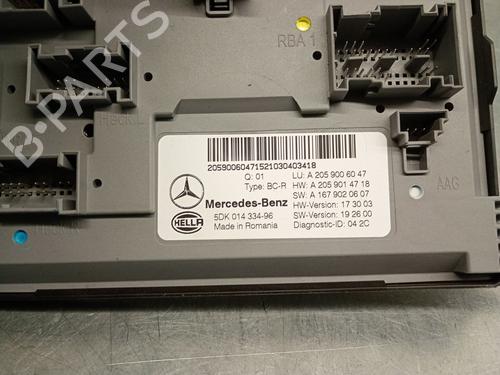 B-PARTS
RBA 1
Heck
AAG
20590060471521030403418
Q: 01
LU: A 205 900 60 47
Type: BC-R
HW: A 205 901 47 18
SW: A 167 902 06 07
Mercedes-Benz
HW-Version: 17 30 03
HELLA
5DK 014 334-96
SW-Version: 19 26 00
Made in Romania
Diagnostic-ID: 04 2C